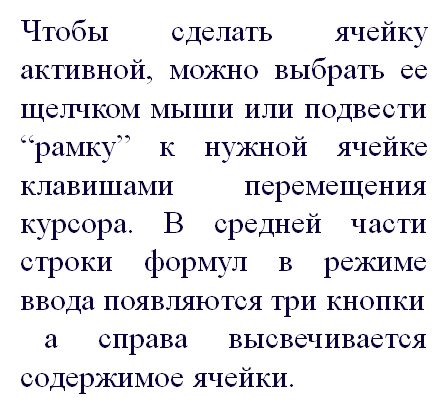 Чтобы сделать ячейку
активной, можно выбрать ее
щелчком мыши или подвести
“рамку” к нужной ячейке
клавишами перемещения
курсора. В средней части
строки формул в режиме
ввода появляются три кнопки
а справа высвечивается
содержимое ячейки.